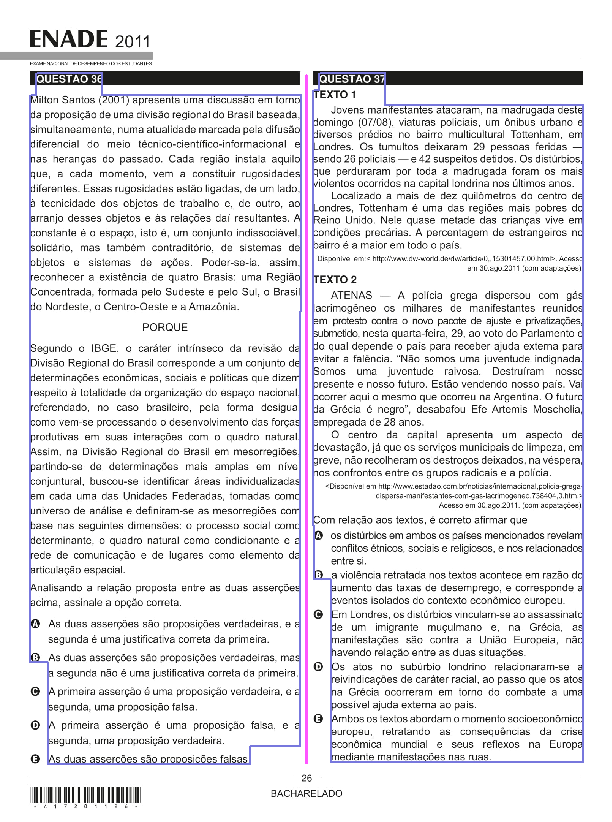 ENADE 2011
EXAME NACIONAL DE DESEMPENHO DOS ESTUDANTES
QUESTÃO 36
Milton Santos (2001) apresenta uma discussão em torno
da proposição de uma divisão regional do Brasil baseada,
simultaneamente, numa atualidade marcada pela difusão
diferencial do meio técnico-científico-informacional e
nas heranças do passado. Cada região instala aquilo
que, a cada momento, vem a constituir rugosidades
diferentes. Essas rugosidades estão ligadas, de um lado,
à tecnicidade dos objetos de trabalho e, de outro, ao
arranjo desses objetos e às relações daí resultantes. A
constante é o espaço, isto é, um conjunto indissociável,
solidário, mas também contraditório, de sistemas de
objetos e sistemas de ações. Poder-se-ia, assim,
reconhecer a existência de quatro Brasis: uma Região
Concentrada, formada pelo Sudeste e pelo Sul, o Brasil
do Nordeste, o Centro-Oeste e a Amazônia.
PORQUE
Segundo o IBGE, o caráter intrínseco da revisão da
Divisão Regional do Brasil corresponde a um conjunto de
determinações econômicas, sociais e políticas que dizem
respeito à totalidade da organização do espaço nacional,
referendado, no caso brasileiro, pela forma desigual
como vem-se processando o desenvolvimento das forças
produtivas em suas interações com o quadro natural.
Assim, na Divisão Regional do Brasil em mesorregiões,
partindo-se de determinações mais amplas em nível
conjuntural, buscou-se identificar áreas individualizadas
em cada uma das Unidades Federadas, tomadas como
universo de análise e definiram-se as mesorregiões com
base nas seguintes dimensões: o processo social como
determinante, o quadro natural como condicionante e a
rede de comunicação e de lugares como elemento da
articulação espacial.
Analisando a relação proposta entre as duas asserções
acima, assinale a opção correta.
A As duas asserções são proposições verdadeiras, e a
segunda é uma justificativa correta da primeira.
B As duas asserções são proposições verdadeiras, mas
a segunda não é uma justificativa correta da primeira.
C A primeira asserção é uma proposição verdadeira, e a
segunda, uma proposição falsa.
D A primeira asserção é uma proposição falsa, e a
segunda, uma proposição verdadeira.
E As duas asserções são proposições falsas.
QUESTÃO 37
TEXTO 1
Jovens manifestantes atacaram, na madrugada deste
domingo (07/08), viaturas policiais, um ônibus urbano e
diversos prédios no bairro multicultural Tottenham, em
Londres. Os tumultos deixaram 29 pessoas feridas —
sendo 26 policiais — e 42 suspeitos detidos. Os distúrbios,
que perduraram por toda a madrugada foram os mais
violentos ocorridos na capital londrina nos últimos anos.
Localizado a mais de dez quilômetros do centro de
Londres, Tottenham é uma das regiões mais pobres do
Reino Unido. Nele quase metade das crianças vive em
condições precárias. A percentagem de estrangeiros no
bairro é a maior em todo o país.
Disponível em: < http://www.dw-world.de/dw/article/0,,15301457,00.html>. Acesso
em 30.ago.2011 (com adaptações)
TEXTO 2
ATENAS — A polícia grega dispersou com gás
lacrimogêneo os milhares de manifestantes reunidos
em protesto contra o novo pacote de ajuste e privatizações,
submetido, nesta quarta-feira, 29, ao voto do Parlamento e
do qual depende o país para receber ajuda externa para
evitar a falência. "Não somos uma juventude indignada.
Somos uma juventude raivosa. Destruíram nosso
presente e nosso futuro. Estão vendendo nosso país. Vai
ocorrer aqui o mesmo que ocorreu na Argentina. O futuro
da Grécia é negro", desabafou Efe Artemis Moschelia,
empregada de 28 anos.
O centro da capital apresenta um aspecto de
devastação, já que os serviços municipais de limpeza, em
greve, não recolheram os destroços deixados, na véspera,
nos confrontos entre os grupos radicais e a polícia.
<Disponível em http://www.estadao.com.br/noticias/internacional,policia-grega-
dispersa-manifestantes-com-gas-lacrimogeneo,738404,0.htm>
Acesso em 30.ago.2011. (com adpatações)
Com relação aos textos, é correto afirmar que
A os distúrbios em ambos os países mencionados revelam
conflitos étnicos, sociais e religiosos, e nos relacionados
entre si.
B a violência retratada nos textos acontece em razão do
aumento das taxas de desemprego, e corresponde a
eventos isolados do contexto econômico europeu.
C Em Londres, os distúrbios vinculam-se ao assassinato
de um imigrante muçulmano e, na Grécia, as
manifestações são contra a União Europeia, não
havendo relação entre as duas situações.
D Os atos no subúrbio londrino relacionaram-se a
reivindicações de caráter racial, ao passo que os atos
na Grécia ocorreram em torno do combate a uma
possível ajuda externa ao país.
E Ambos os textos abordam o momento socioeconômico
europeu, retratando as consequências da crise
econômica mundial e seus reflexos na Europa
mediante manifestações nas ruas.
26
BACHARELADO